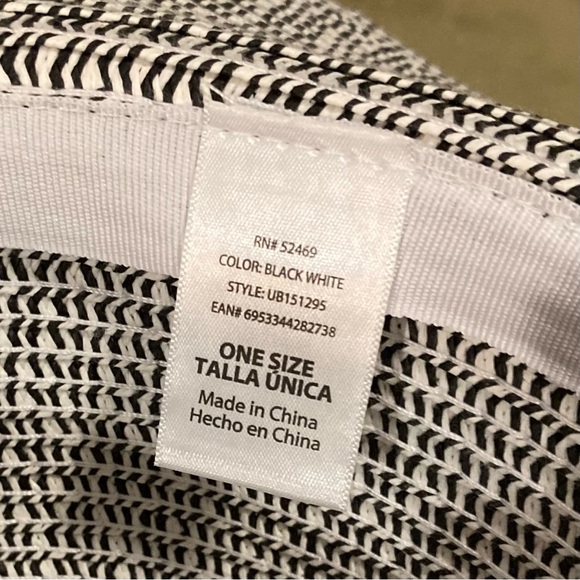 RN# 52469
COLOR: BLACK WHITE
STYLE: UB151295
EAN# 6953344282738
ONE SIZE
TALLA ÚNICA
Made in China
Hecho en China